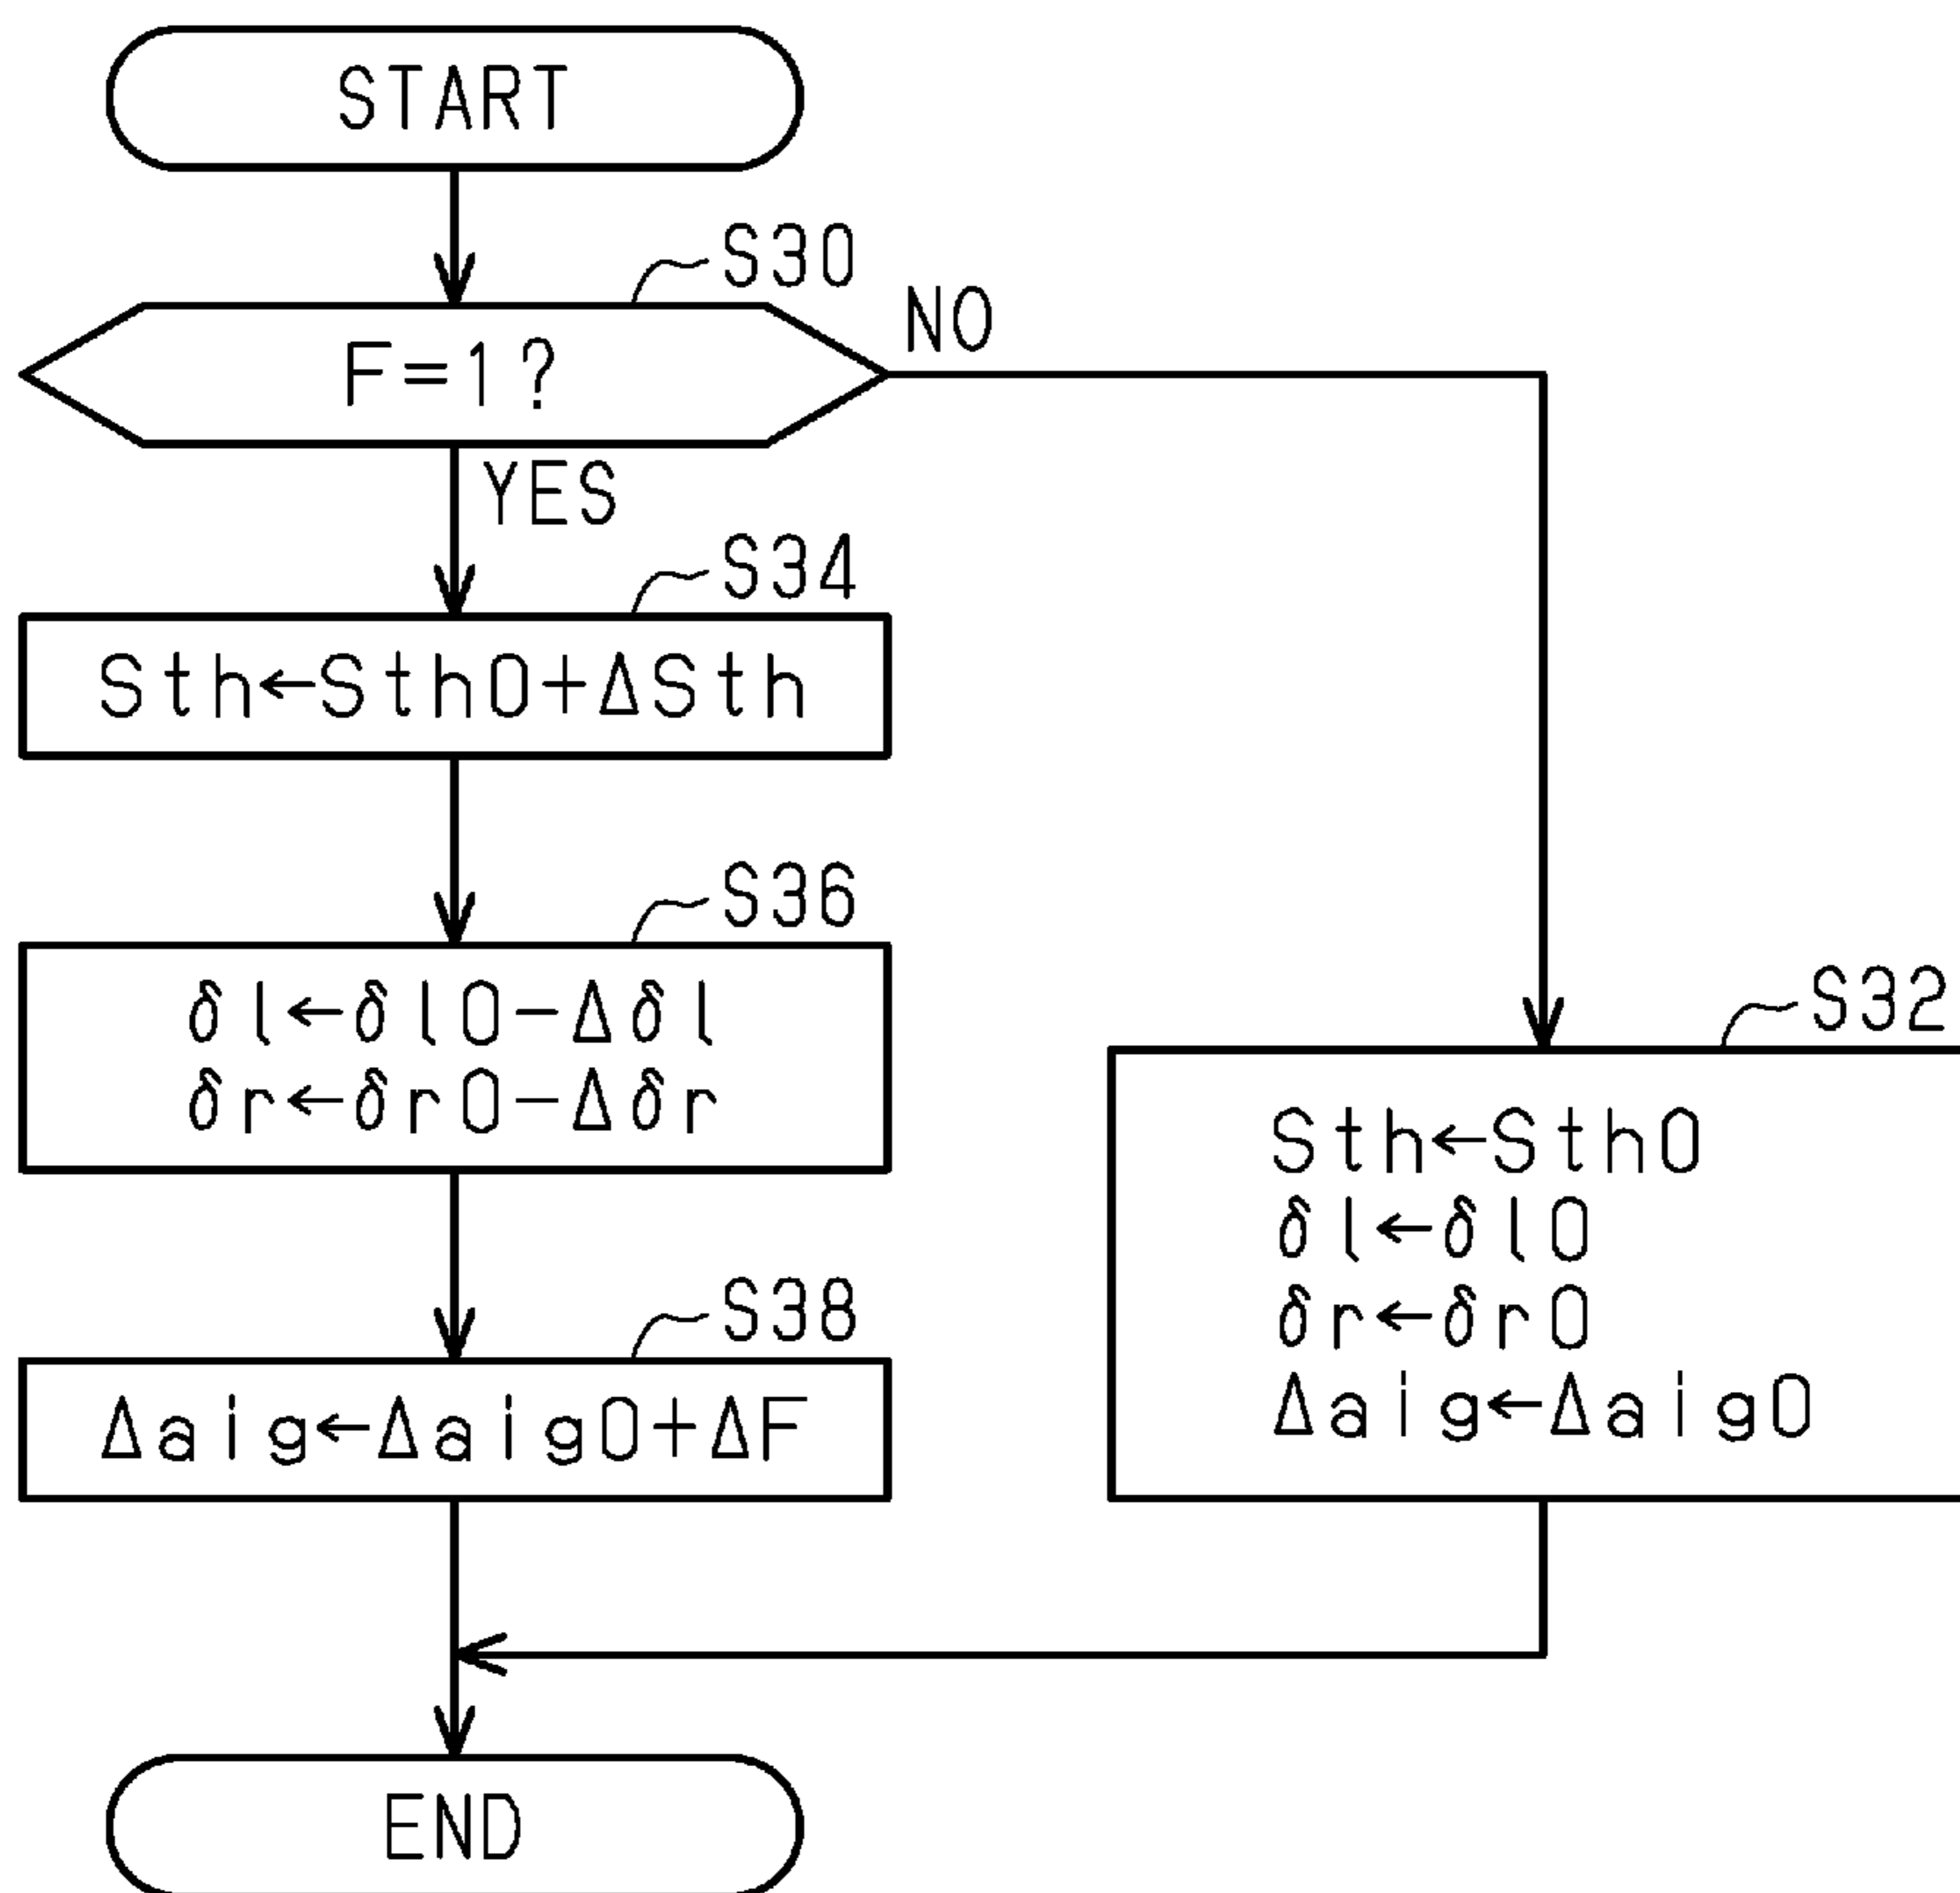 START
S30
F=1?
NO
YES
S34
Sth←Sth0+ΔSth
S36
δl←δl0-Δδl
δr←δr0-Δδr
S32
Sth←Sth0
δl←δl0
δr←δr0
Δaig←Δaig0
S38
Δaig←Δaig0+ΔF
END